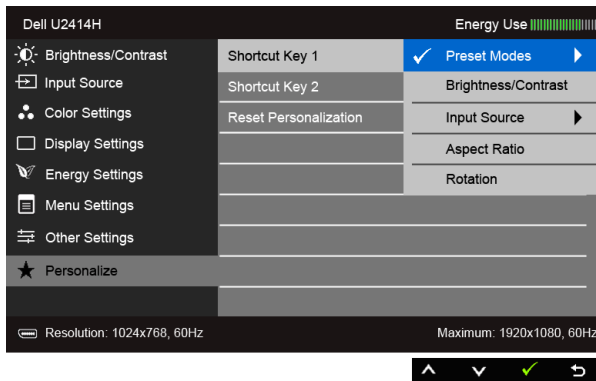 Dell U2414H Energy Use
Brightness/Contrast Shortcut Key 1 Preset Modes
Input Source Shortcut Key 2 Brightness/Contrast
Color Settings Reset Personalization Input Source
Display Settings Aspect Ratio
Energy Settings Rotation
Menu Settings
Other Settings
Personalize
Resolution: 1024x768, 60Hz Maximum: 1920x1080, 60Hz